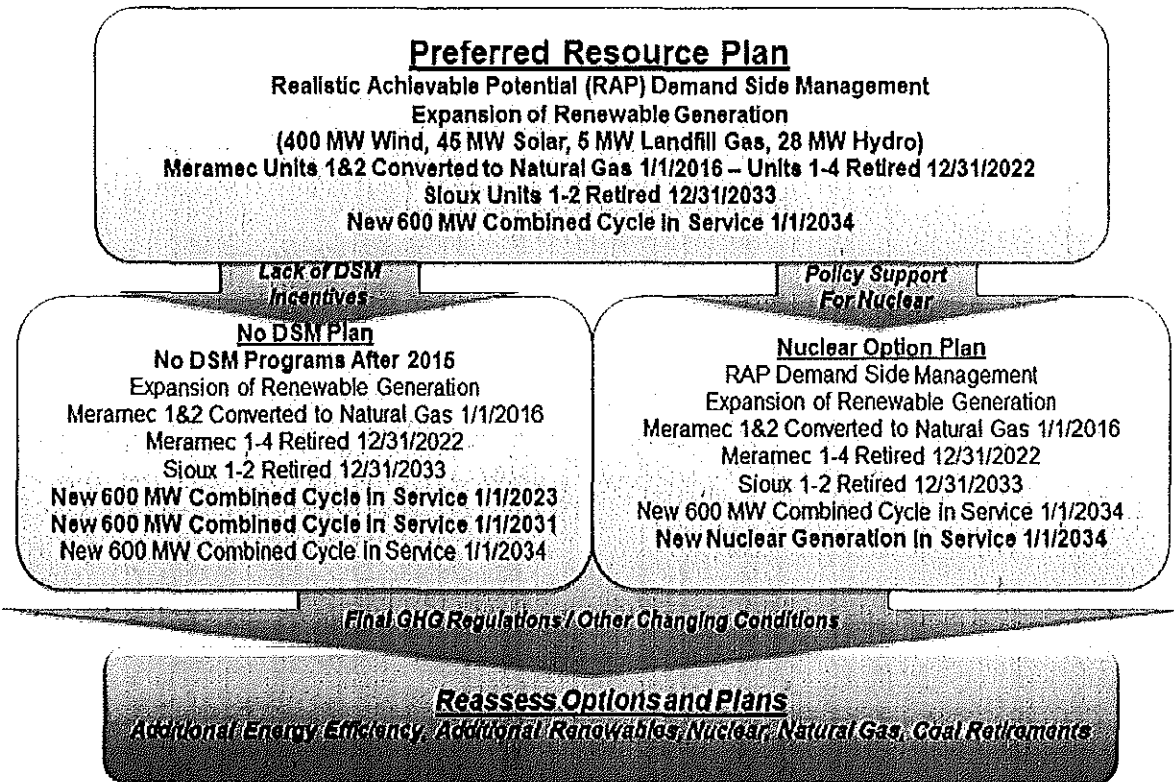 Preferred Resource Plan
Realistic Achievable Potential (RAP) Demand Side Management
Expansion of Renewable Generation
(400 MW Wind, 45 MW Solar, 5 MW Landfill Gas, 28 MW Hydro)
Meramec Units 1&2 Converted to Natural Gas 1/1/2016 – Units 1-4 Retired 12/31/2022
Sioux Units 1-2 Retired 12/31/2033
New 600 MW Combined Cycle in Service 1/1/2034
Lack of DSM
Incentives
No DSM Plan
No DSM Programs After 2015
Expansion of Renewable Generation
Meramec 1&2 Converted to Natural Gas 1/1/2016
Meramec 1-4 Retired 12/31/2022
Sioux 1-2 Retired 12/31/2033
New 600 MW Combined Cycle in Service 1/1/2023
New 600 MW Combined Cycle in Service 1/1/2031
New 600 MW Combined Cycle in Service 1/1/2034
Policy Support
For Nuclear
Nuclear Option Plan
RAP Demand Side Management
Expansion of Renewable Generation
Meramec 1&2 Converted to Natural Gas 1/1/2016
Meramec 1-4 Retired 12/31/2022
Sioux 1-2 Retired 12/31/2033
New 600 MW Combined Cycle in Service 1/1/2034
New Nuclear Generation in Service 1/1/2034
Final GHG Regulations / Other Changing Conditions
Reassess Options and Plans
Additional Energy Efficiency, Additional Renewables, Nuclear, Natural Gas, Coal Retirements